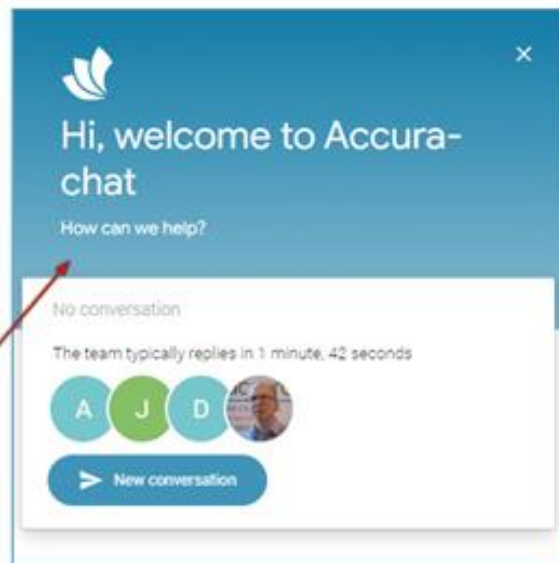 Hi, welcome to Accura-
chat
How can we help?
No conversation
The team typically replies in 1 minute, 42 seconds
A J D
New conversation